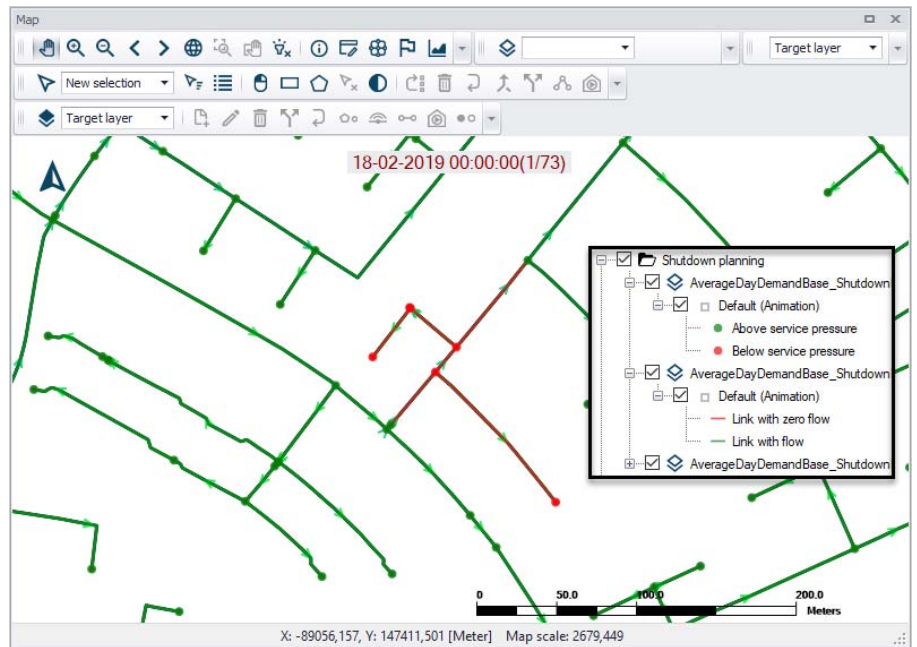 Map
Target layer
New selection
Target layer
18-02-2019 00:00:00(1/73)
Shutdown planning
AverageDayDemandBase_Shutdown
Default (Animation)
Above service pressure
Below service pressure
AverageDayDemandBase_Shutdown
Default (Animation)
Link with zero flow
Link with flow
AverageDayDemandBase_Shutdown
0 50.0 100.0 200.0
Meters
X: -89056,157, Y: 147411,501 [Meter] Map scale: 2679,449